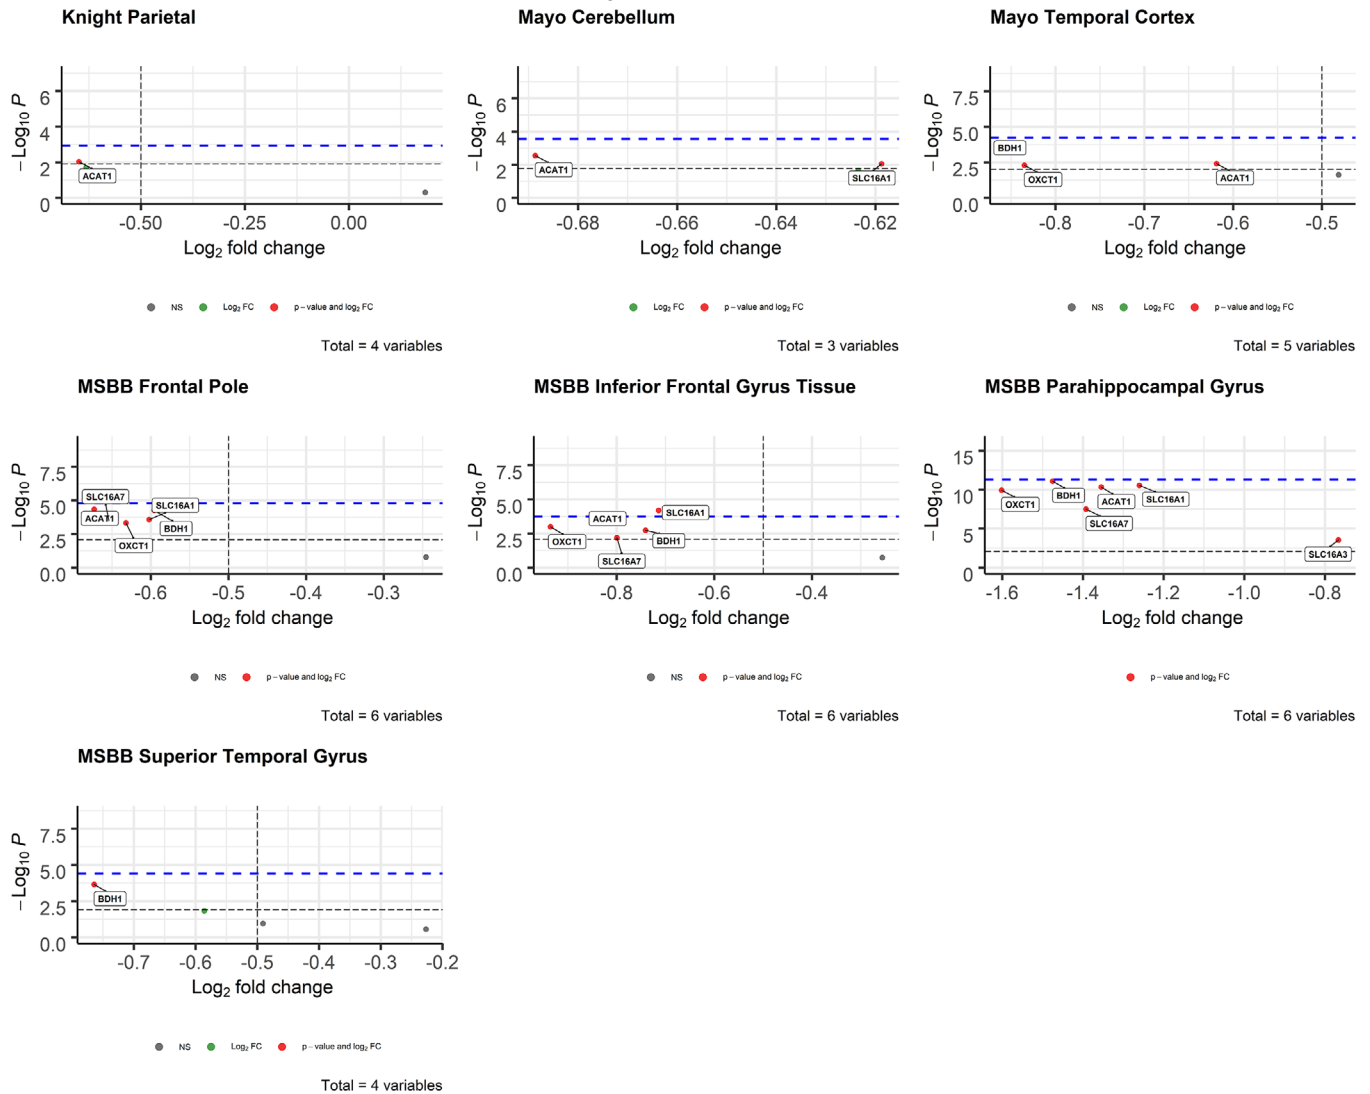 Knight Parietal
− Log10 P
6
4
2
0
ACAT1
-0.50 -0.25 0.00
Log2 fold change
NS Log2 FC p − value and log2 FC
Total = 4 variables
Mayo Cerebellum
− Log10 P
6
4
2
0
ACAT1
SLC16A1
-0.68 -0.66 -0.64 -0.62
Log2 fold change
Log2 FC p − value and log2 FC
Total = 3 variables
Mayo Temporal Cortex
− Log10 P
7.5
5.0
2.5
0.0
BDH1
OXCT1
ACAT1
-0.8 -0.7 -0.6 -0.5
Log2 fold change
NS Log2 FC p − value and log2 FC
Total = 5 variables
MSBB Frontal Pole
− Log10 P
7.5
5.0
2.5
0.0
SLC16A7
SLC16A1
ACAT1
BDH1
OXCT1
-0.6 -0.5 -0.4 -0.3
Log2 fold change
NS p − value and log2 FC
Total = 6 variables
MSBB Inferior Frontal Gyrus Tissue
− Log10 P
7.5
5.0
2.5
0.0
SLC16A1
ACAT1
OXCT1
BDH1
SLC16A7
-0.8 -0.6 -0.4
Log2 fold change
NS p − value and log2 FC
Total = 6 variables
MSBB Parahippocampal Gyrus
− Log10 P
15
10
5
0
BDH1
SLC16A1
ACAT1
OXCT1
SLC16A7
SLC16A3
-1.6 -1.4 -1.2 -1.0 -0.8
Log2 fold change
p − value and log2 FC
Total = 6 variables
MSBB Superior Temporal Gyrus
− Log10 P
7.5
5.0
2.5
0.0
BDH1
-0.7 -0.6 -0.5 -0.4 -0.3 -0.2
Log2 fold change
NS Log2 FC p − value and log2 FC
Total = 4 variables